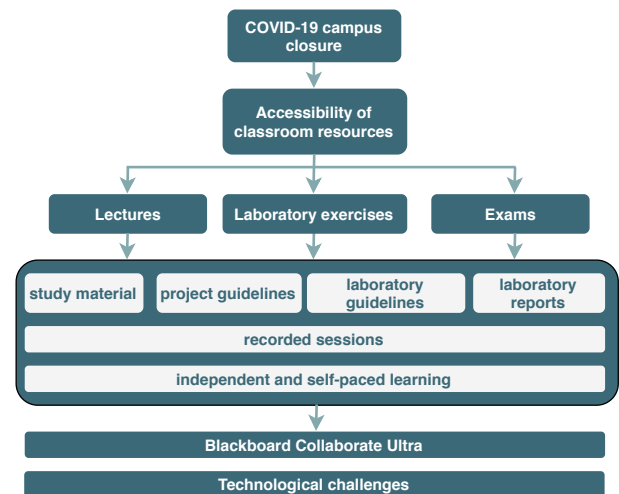 COVID-19 campus
closure
Accessibility of
classroom resources
Lectures
Laboratory exercises
Exams
study material
project guidelines
laboratory
guidelines
laboratory
reports
recorded sessions
independent and self-paced learning
Blackboard Collaborate Ultra
Technological challenges